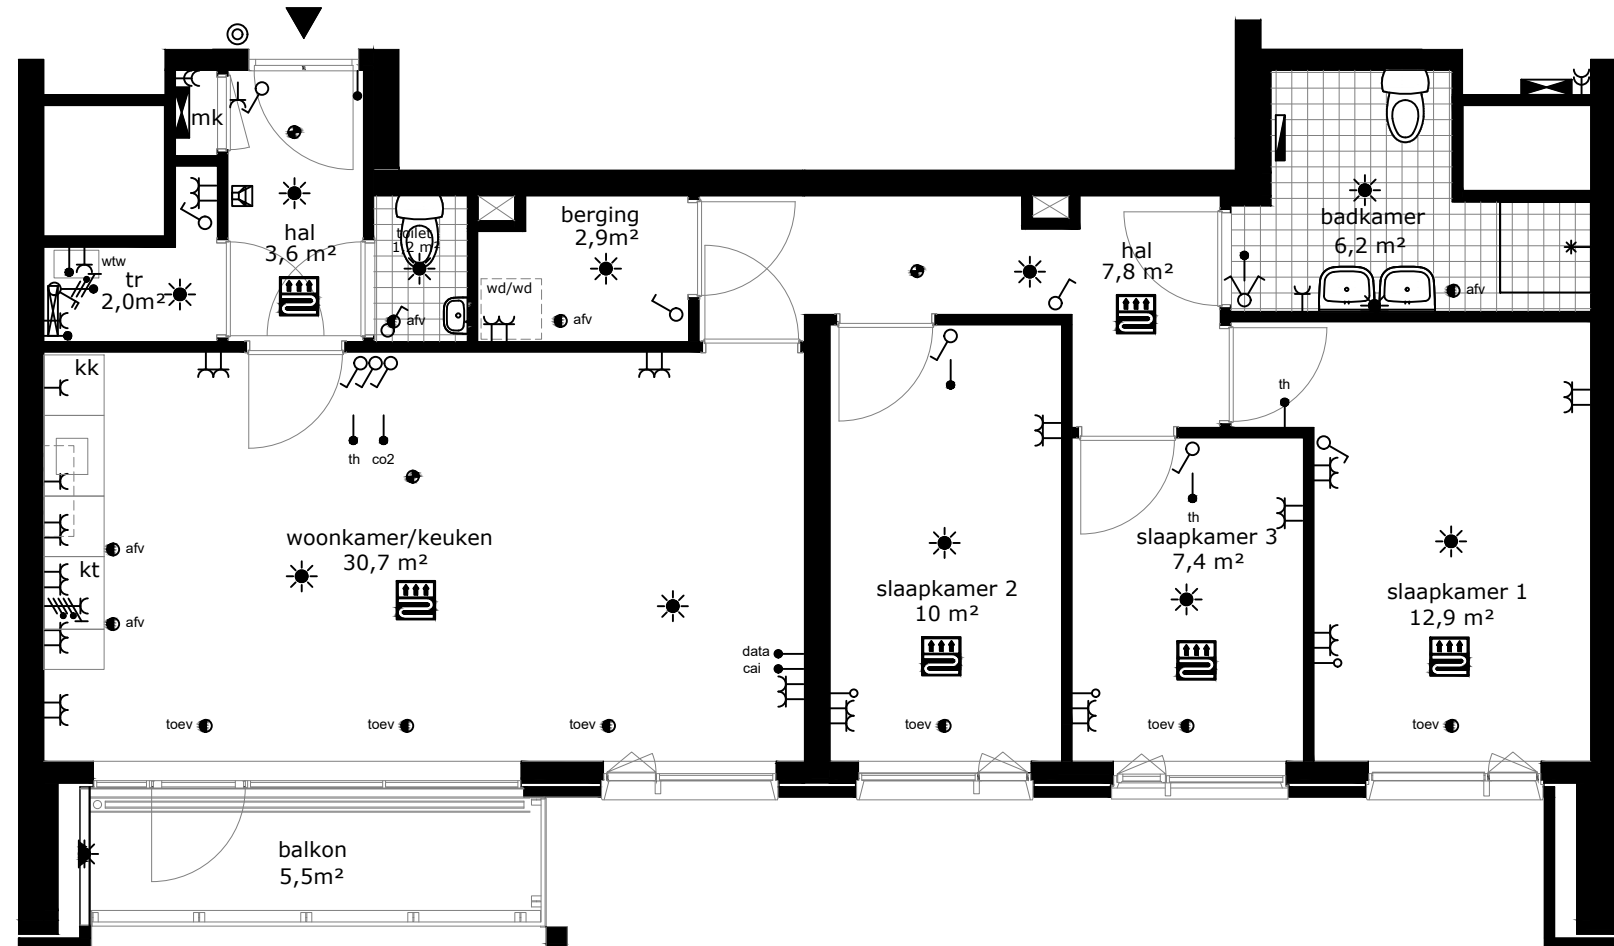 mk
hal
3,6 m²
toilet
1,2 m²
berging
2,9m²
hal
7,8 m²
badkamer
6,2 m²
wtw
tr
2,0m²
wd/wd
afv
afv
afv
kk
th
th
co2
woonkamer/keuken
30,7 m²
afv
kt
afv
th
slaapkamer 3
7,4 m²
slaapkamer 2
10 m²
slaapkamer 1
12,9 m²
data
cai
toev
toev
toev
toev
toev
toev
balkon
5,5m²